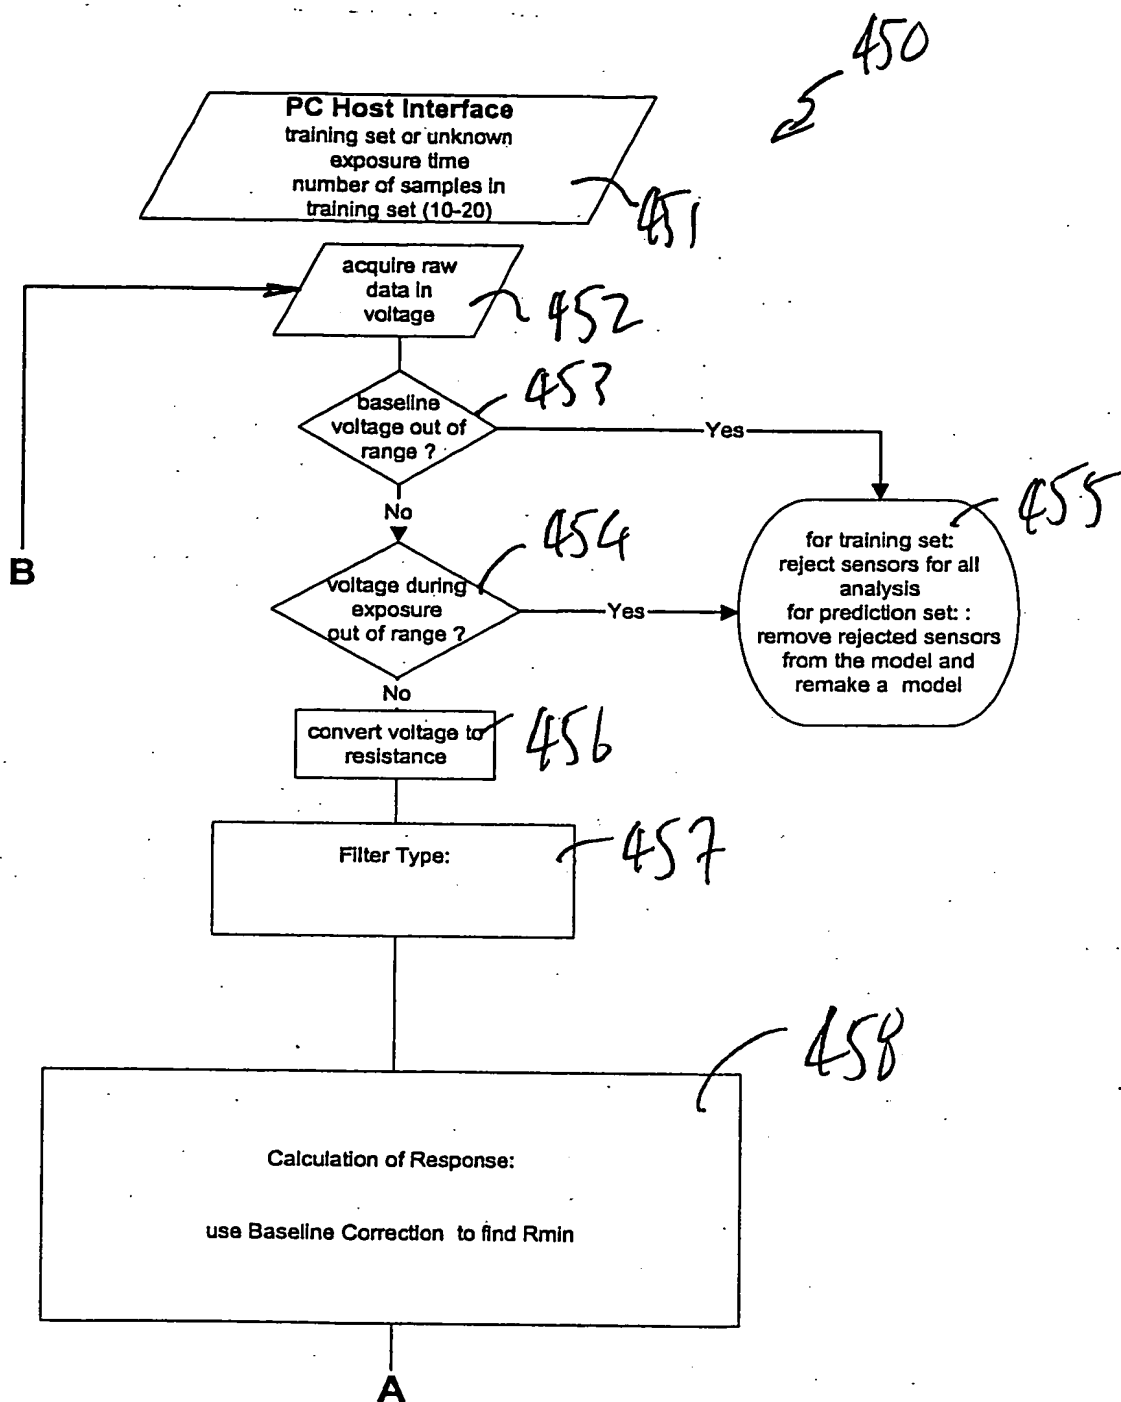 450
PC Host Interface
training set or unknown
exposure time
number of samples in
training set (10-20)
451
acquire raw
data in
voltage
452
baseline
voltage out of
range ?
453
Yes
No
455
for training set:
reject sensors for all
analysis
for prediction set: :
remove rejected sensors
from the model and
remake a model
B
voltage during
exposure
out of range ?
454
Yes
No
convert voltage to
resistance
456
Filter Type:
457
458
Calculation of Response:
use Baseline Correction to find Rmin
A